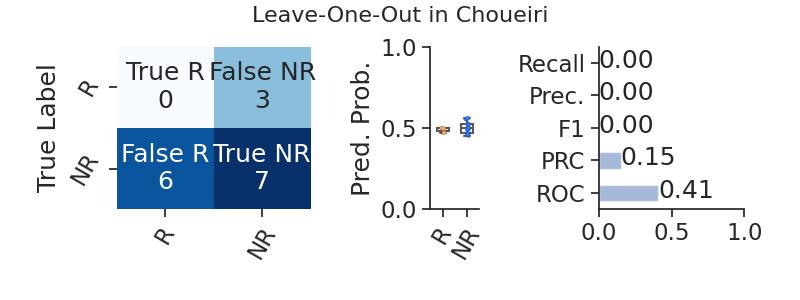 Leave-One-Out in Choueiri
True Label
R
NR
True R
0
False NR
3
False R
6
True NR
7
R
NR
Pred. Prob.
1.0
0.5
0.0
R
NR
Recall
0.00
Prec.
0.00
F1
0.00
PRC
0.15
ROC
0.41
0.0
0.5
1.0